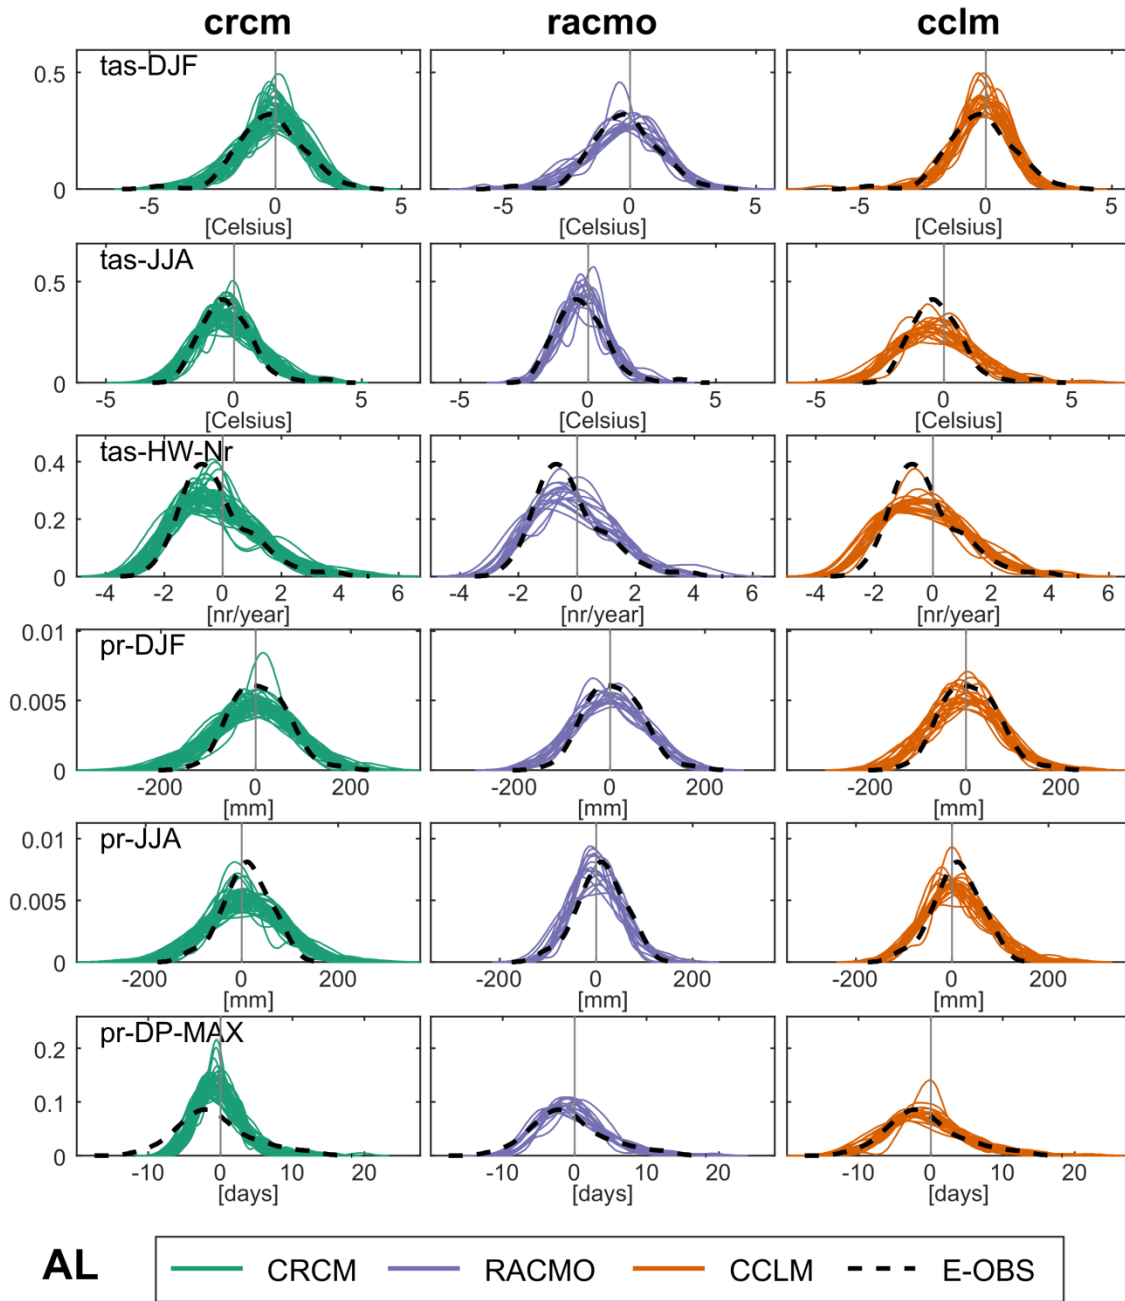 crcm racmo cclm
tas-DJF
0.5
0
-5 0 5 -5 0 5 -5 0 5
[Celsius] [Celsius] [Celsius]
tas-JJA
0.5
0
-5 0 5 -5 0 5 -5 0 5
[Celsius] [Celsius] [Celsius]
tas-HW-Nr
0.4
0.2
0
-4 -2 0 2 4 6 -4 -2 0 2 4 6 -4 -2 0 2 4 6
[nr/year] [nr/year] [nr/year]
pr-DJF
0.01
0.005
0
-200 0 200 -200 0 200 -200 0 200
[mm] [mm] [mm]
pr-JJA
0.01
0.005
0
-200 0 200 -200 0 200 -200 0 200
[mm] [mm] [mm]
pr-DP-MAX
0.2
0.1
0
-10 0 10 20 -10 0 10 20 -10 0 10 20
[days] [days] [days]
AL CRCM RACMO CCLM E-OBS